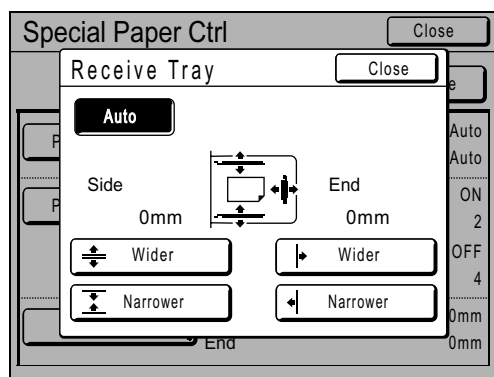 Special Paper Ctrl Close
Receive Tray Close
e
Auto
P Auto
Auto
Side End
0mm 0mm
P ON
2
Wider Wider OFF
4
Narrower Narrower
0mm
End 0mm